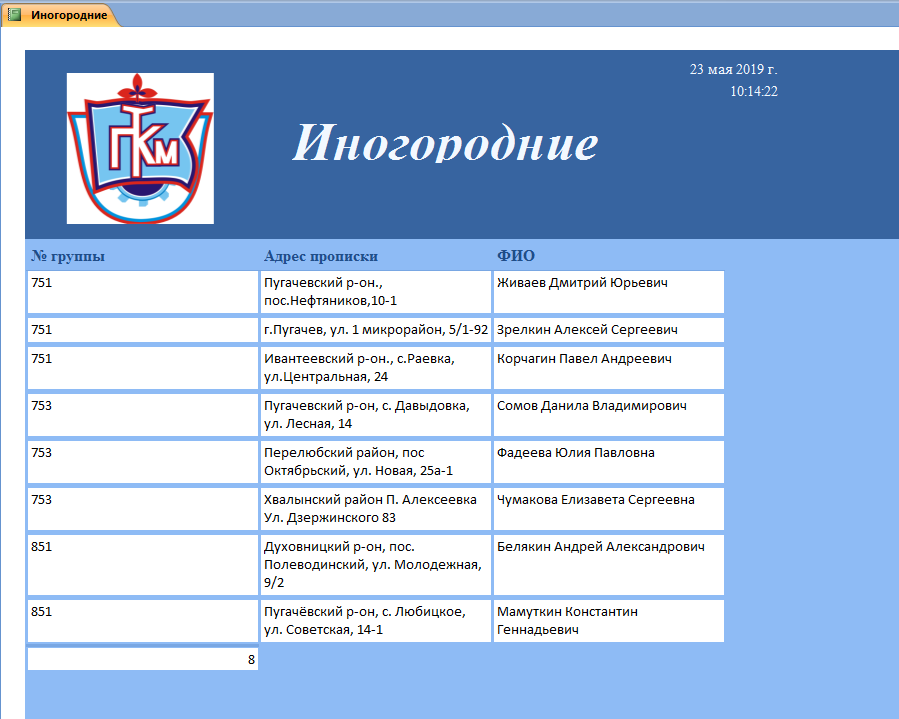 Иногородние
23 мая 2019 г.
10:14:22
ГТКМ
Иногородние
№ группы Адрес прописки ФИО
751 Пугачевский р-он., Живаев Дмитрий Юрьевич
пос.Нефтяников,10-1
751 г.Пугачев, ул. 1 микрорайон, 5/1-92 Зрелкин Алексей Сергеевич
751 Ивантеевский р-он., с.Раевка, Корчагин Павел Андреевич
ул.Центральная, 24
753 Пугачевский р-он, с. Давыдовка, Сомов Данила Владимирович
ул. Лесная, 14
753 Перелюбский район, пос Фадеева Юлия Павловна
Октябрьский, ул. Новая, 25а-1
753 Хвалынский район П. Алексеевка Чумакова Елизавета Сергеевна
Ул. Дзержинского 83
851 Духовницкий р-он, пос. Белякин Андрей Александрович
Полеводинский, ул. Молодежная,
9/2
851 Пугачёвский р-он, с. Любицкое, Мамуткин Константин
ул. Советская, 14-1 Геннадьевич
8